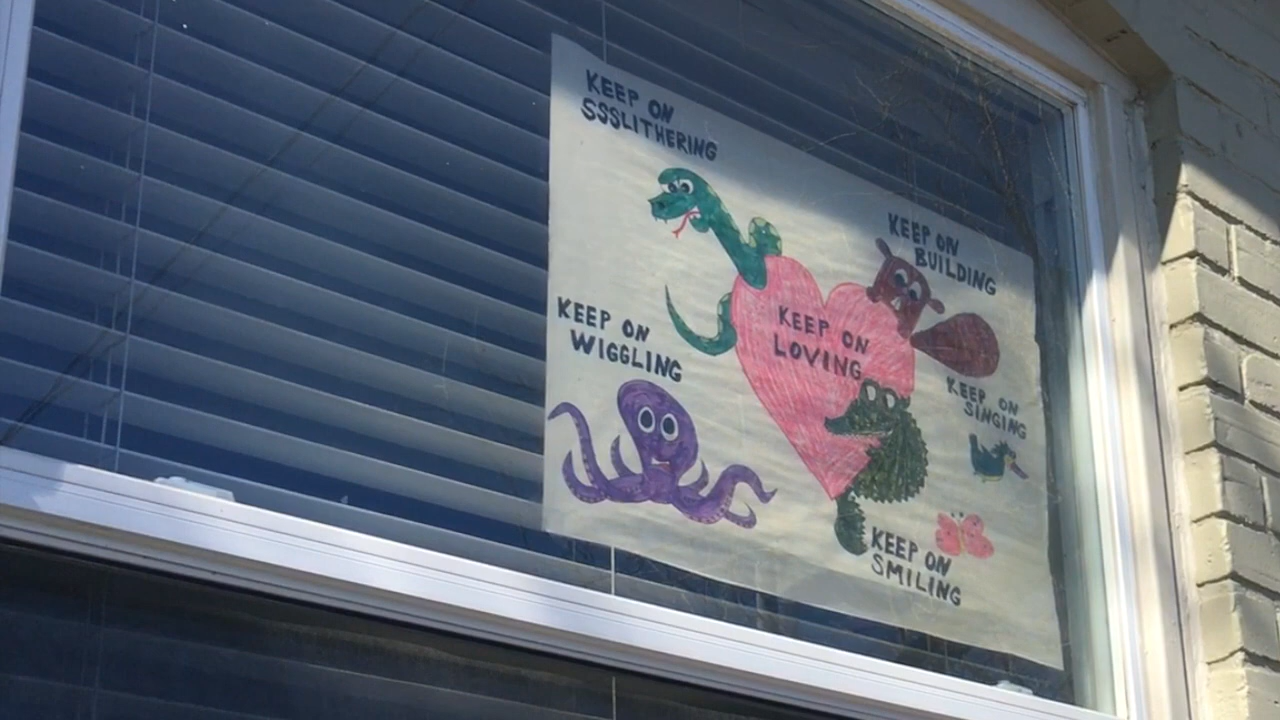 KEEP ON
SSSLITHERING
KEEP ON
BUILDING
KEEP ON
WIGGLING
KEEP ON
LOVING
KEEP ON
SINGING
KEEP ON
SMILING